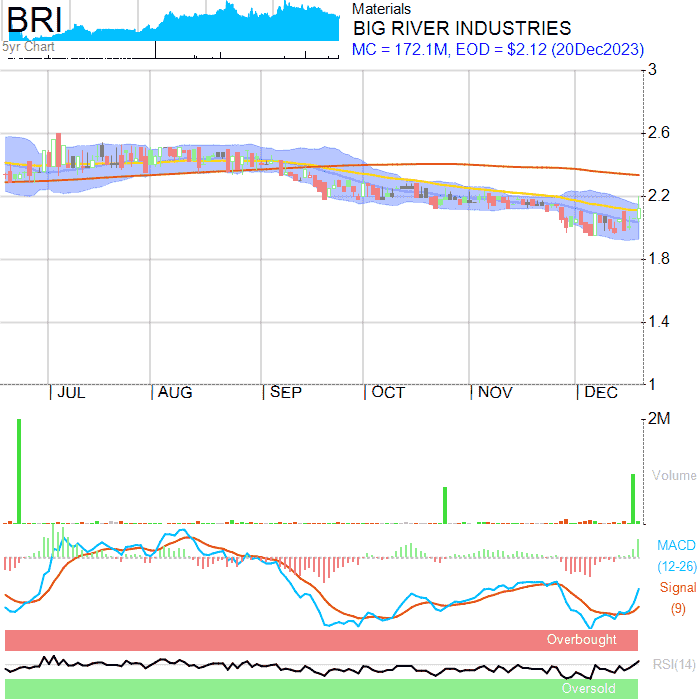 BRI
5yr Chart
Materials
BIG RIVER INDUSTRIES
MC = 172.1M, EOD = $2.12 (20Dec2023)
3
2.6
2.2
1.8
1.4
1
JUL AUG SEP OCT NOV DEC
2M
Volume
MACD
(12-26)
Signal
(9)
Overbought
RSI(14)
Oversold